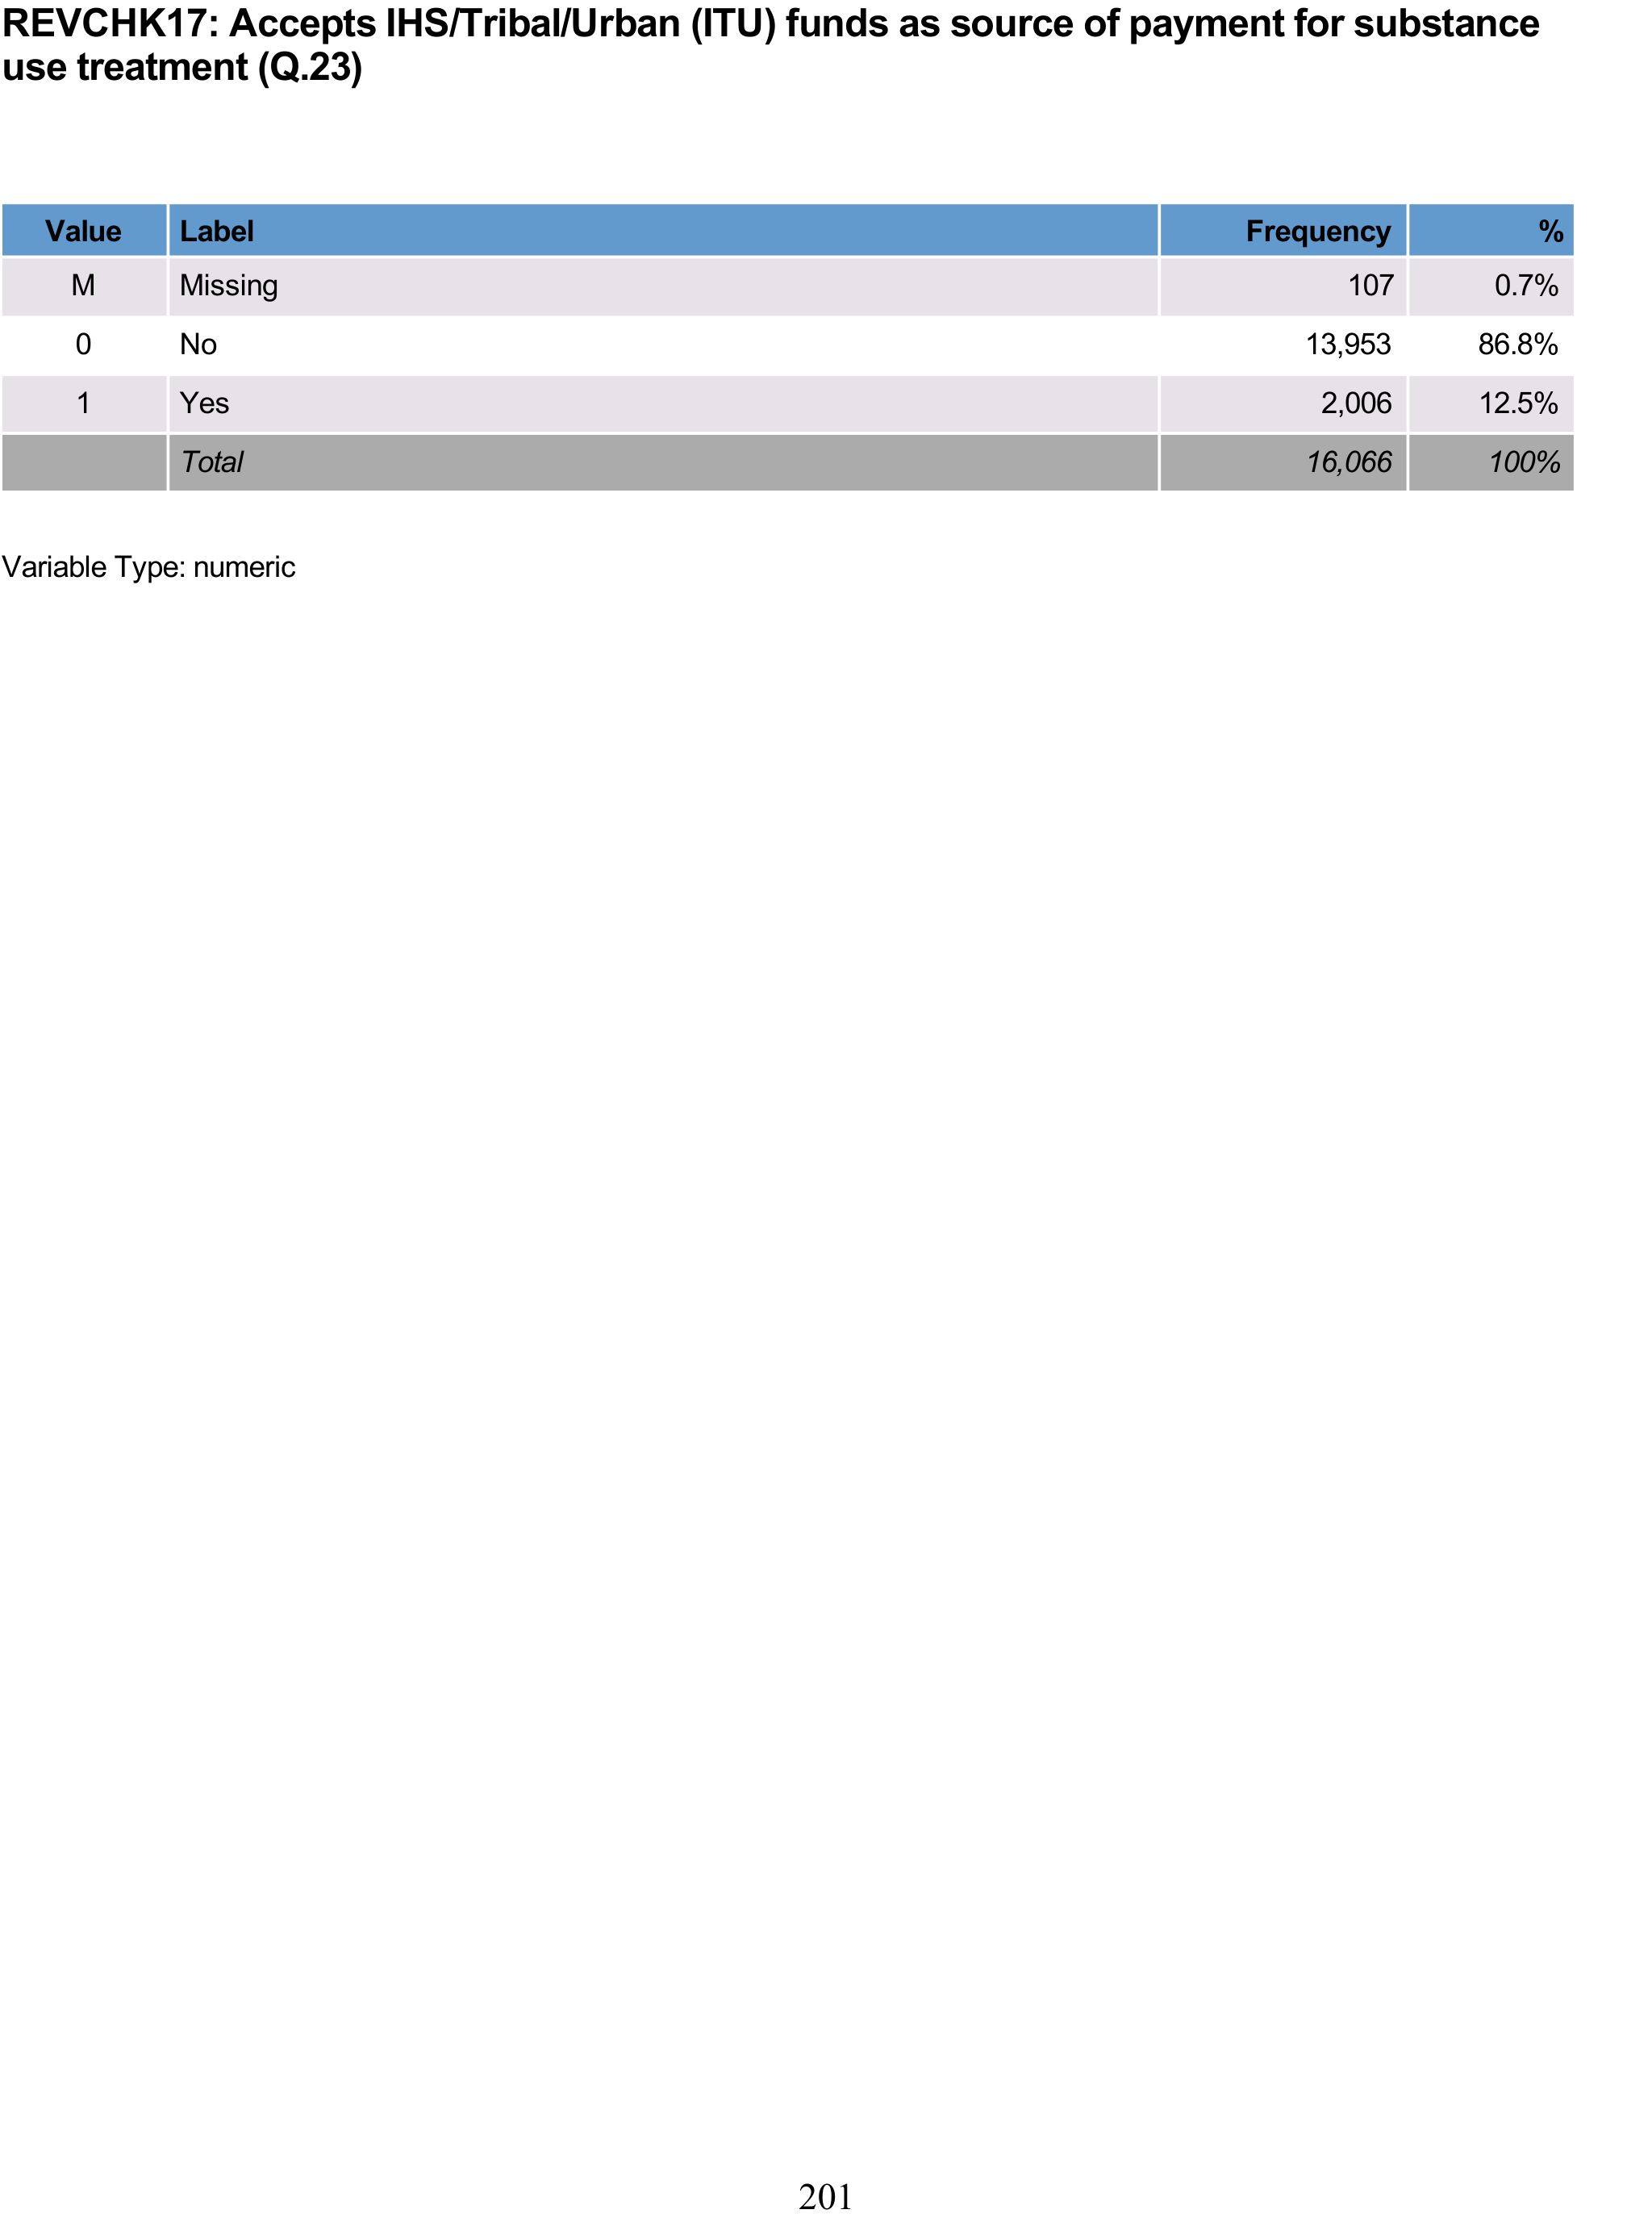 REVCHK17: Accepts IHS/Tribal/Urban (ITU) funds as source of payment for substance
use treatment (Q.23)
Value Label Frequency %
M Missing 107 0.7%
0 No 13,953 86.8%
1 Yes 2,006 12.5%
Total 16,066 100%
Variable Type: numeric
201